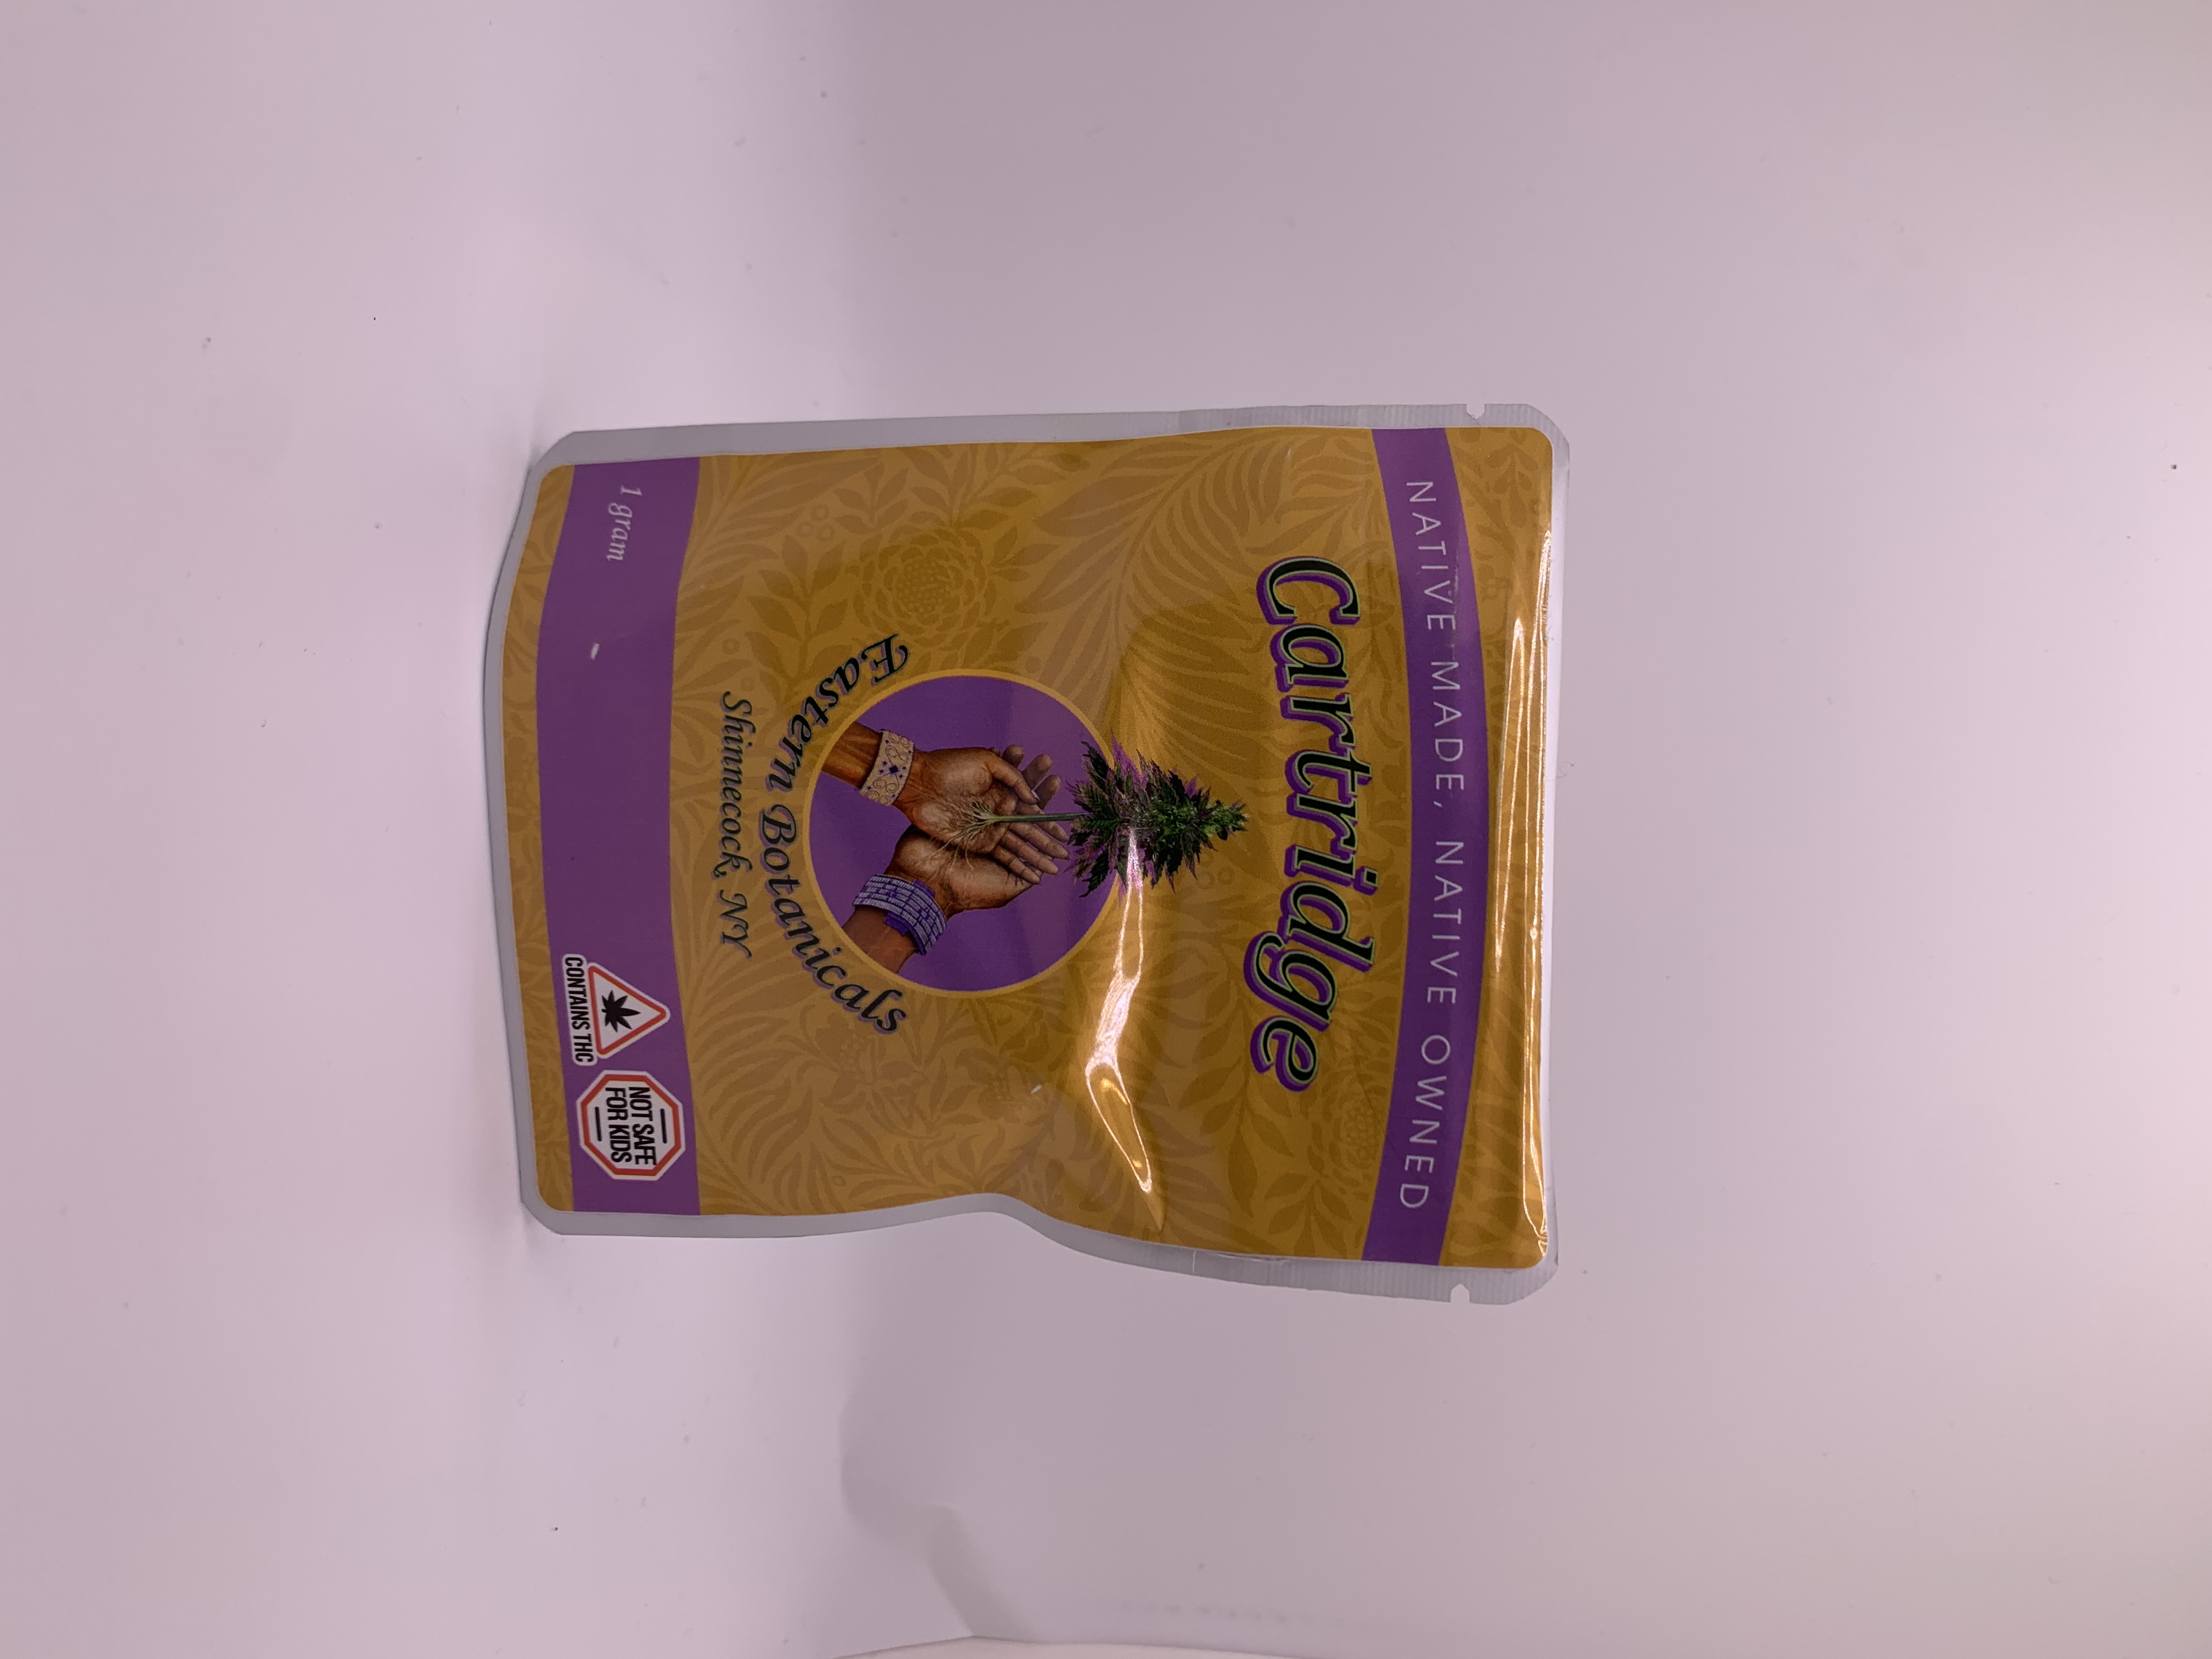 NATIVE MADE, NATIVE OWNED
Cartridge
Eastern Botanicals
Shinnecock, NY
1 gram
CONTAINS THC
NOT SAFE
FOR KIDS